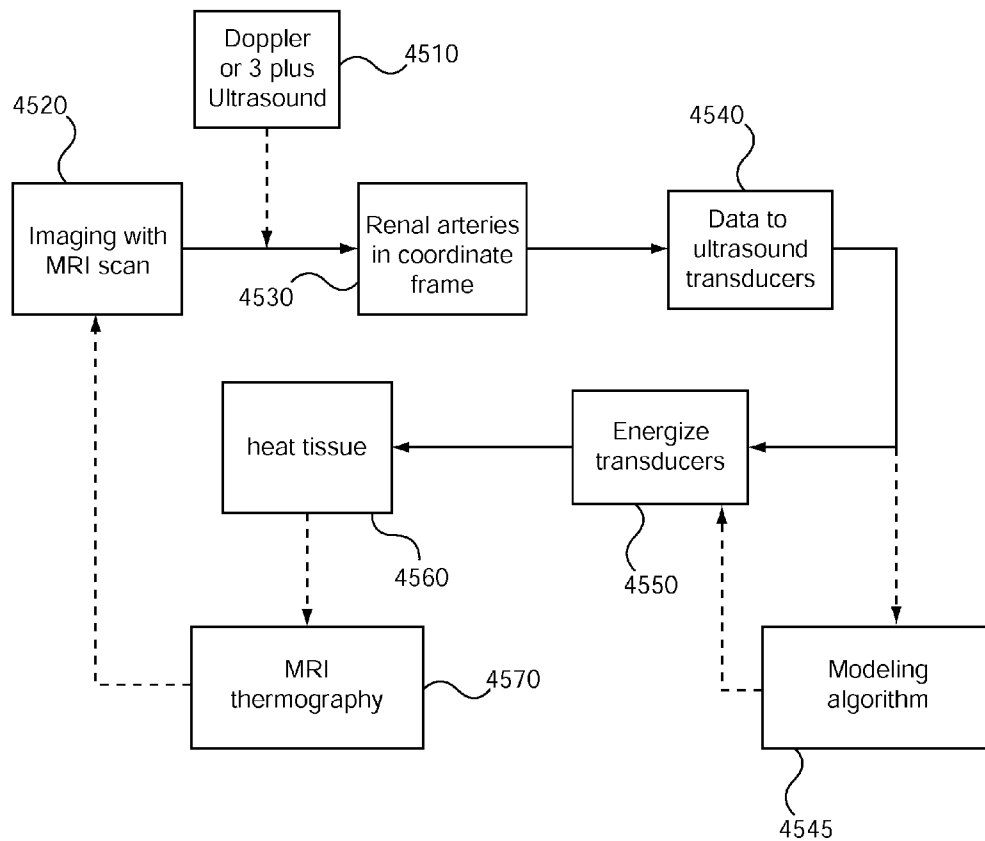 Doppler
or 3 plus
Ultrasound
4510
4520
4540
Imaging with
MRI scan
Renal arteries
in coordinate
frame
4530
Data to
ultrasound
transducers
heat tissue
Energize
transducers
4560
4550
MRI
thermography
4570
Modeling
algorithm
4545